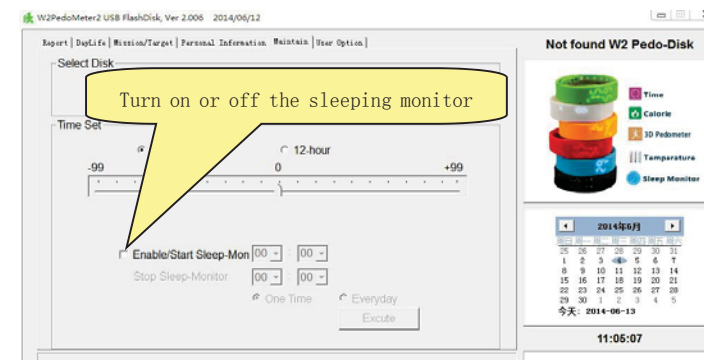 W2PedoMeter2 USB FlashDisk, Ver 2.006 2014/06/12
Report | DayLife | Mission/Target | Personal Information Maintain | User Option |
Not found W2 Pedo-Disk
Select Disk
Turn on or off the sleeping monitor
Time Set
12-hour
-99 0 +99
Enable/Start Sleep-Mon 00 : 00
Stop Sleep-Monitor 00 : 00
One Time Everyday
Excute
Time
Calorie
3D Pedometer
Temperature
Sleep Monitor
2014年6月
25 26 27 28 29 30 31
1 2 3 4 5 6 7
8 9 10 11 12 13 14
15 16 17 18 19 20 21
22 23 24 25 26 27 28
29 30 1 2 3 4 5
今天: 2014-06-13
11:05:07